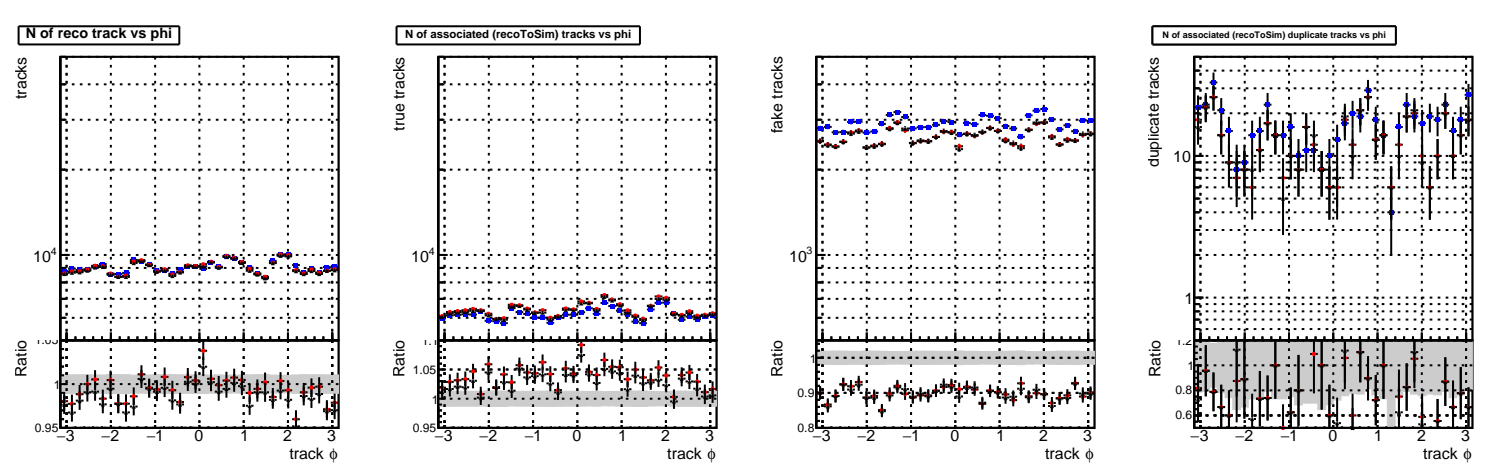 N of reco track vs phi
tracks
10⁴
1.05
Ratio
1
0.95
−3 −2 −1 0 1 2 3
track ϕ
N of associated (recoToSim) tracks vs phi
true tracks
10⁴
1.1
Ratio
1.05
1
0.95
−3 −2 −1 0 1 2 3
track ϕ
fake tracks
10³
Ratio
1
0.9
0.8
−3 −2 −1 0 1 2 3
track ϕ
N of associated (recoToSim) duplicate tracks vs phi
duplicate tracks
10
1
1.2
Ratio
1
0.8
0.6
−3 −2 −1 0 1 2 3
track ϕ